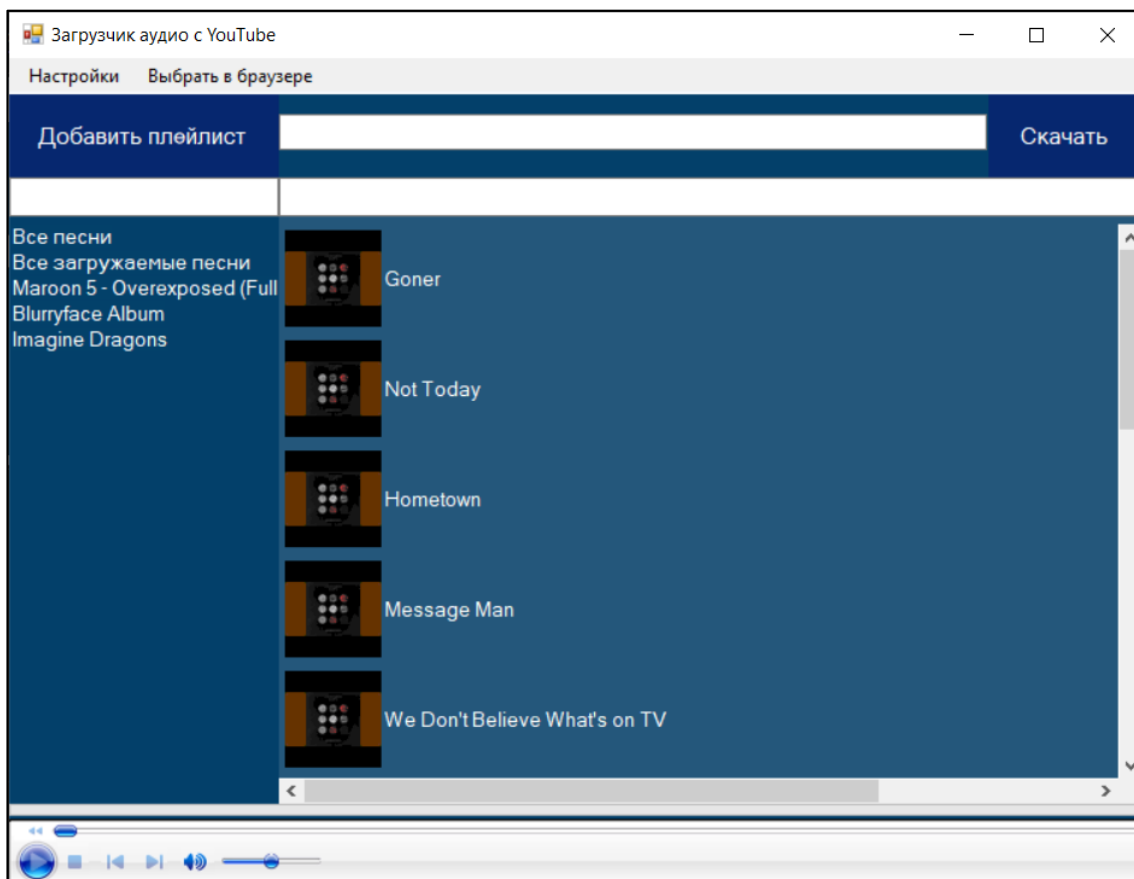 Загрузчик аудио с YouTube
Настройки Выбрать в браузере
Добавить плейлист Скачать
Все песни
Все загружаемые песни
Maroon 5 - Overexposed (Full
Blurryface Album
Imagine Dragons
Goner
Not Today
Hometown
Message Man
We Don't Believe What's on TV